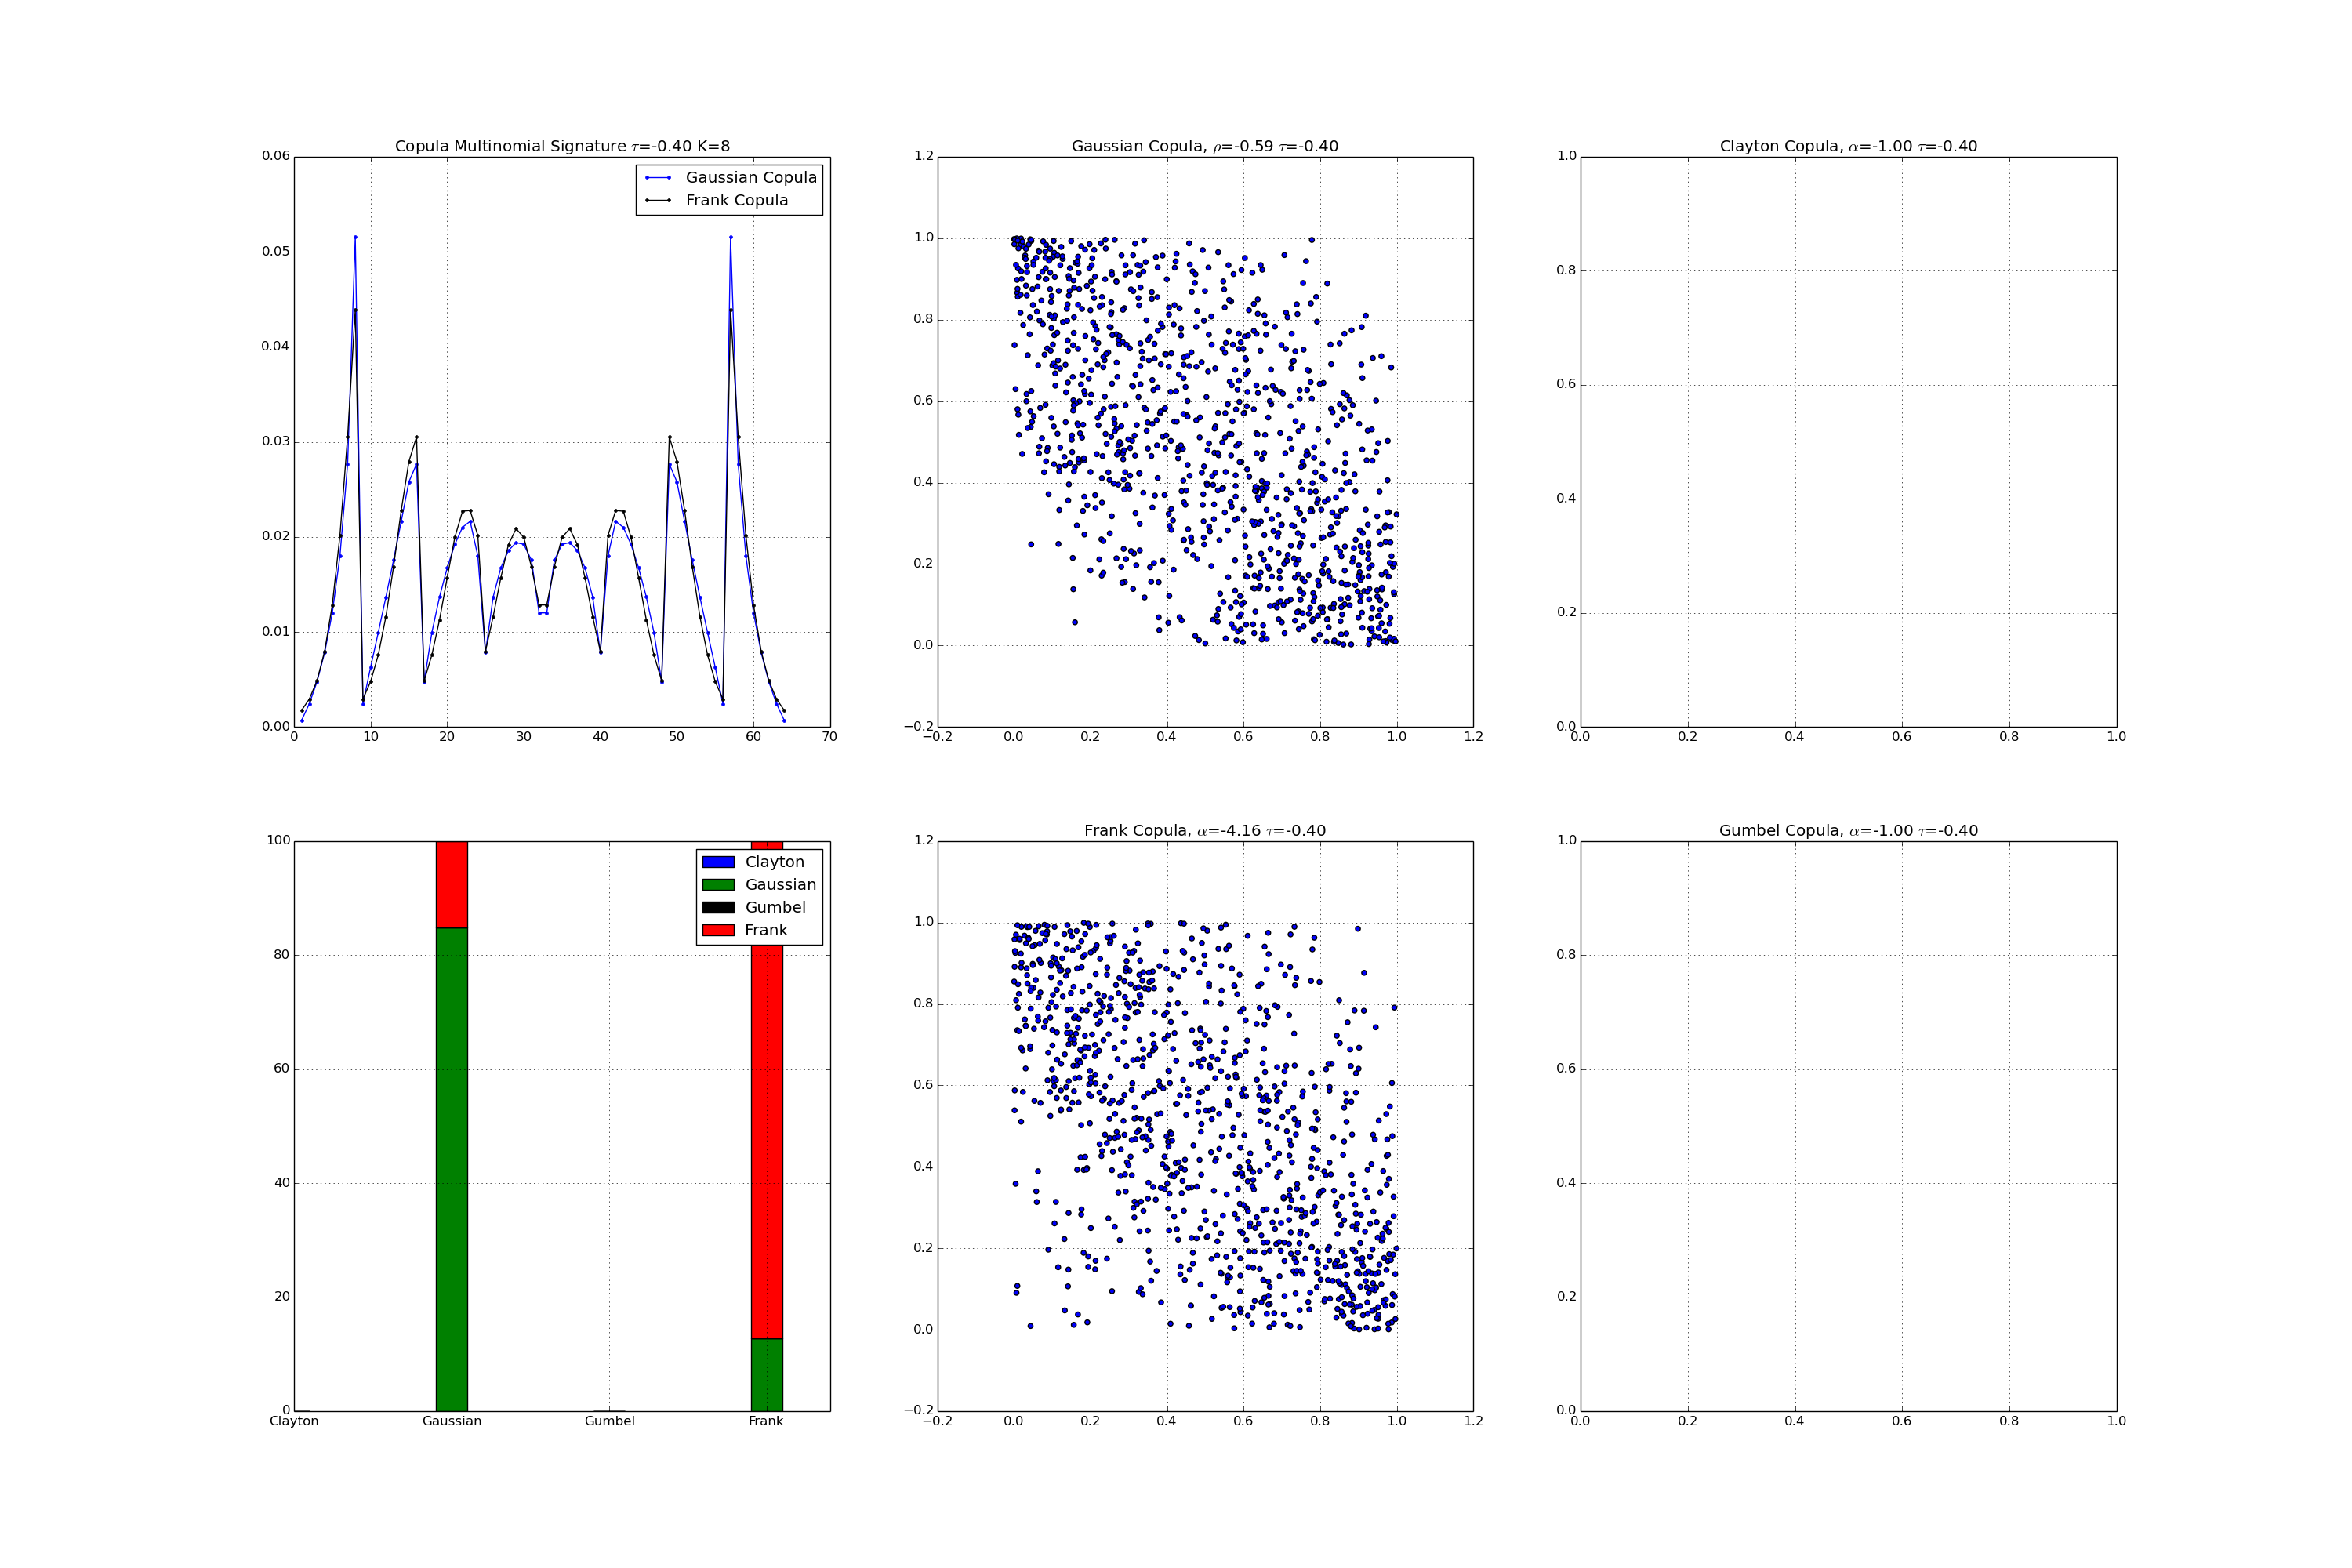 Copula Multinomial Signature τ=-0.40 K=8
0.06
0.05
0.04
0.03
0.02
0.01
0.00
0 10 20 30 40 50 60 70
Gaussian Copula
Frank Copula
Gaussian Copula, ρ=-0.59 τ=-0.40
1.2
1.0
0.8
0.6
0.4
0.2
0.0
−0.2
−0.2 0.0 0.2 0.4 0.6 0.8 1.0 1.2
Clayton Copula, α=-1.00 τ=-0.40
1.0
0.8
0.6
0.4
0.2
0.0
0.0 0.2 0.4 0.6 0.8 1.0
100
80
60
40
20
0
Clayton Gaussian Gumbel Frank
Clayton
Gaussian
Gumbel
Frank
Frank Copula, α=-4.16 τ=-0.40
1.2
1.0
0.8
0.6
0.4
0.2
0.0
−0.2
−0.2 0.0 0.2 0.4 0.6 0.8 1.0 1.2
Gumbel Copula, α=-1.00 τ=-0.40
1.0
0.8
0.6
0.4
0.2
0.0
0.0 0.2 0.4 0.6 0.8 1.0